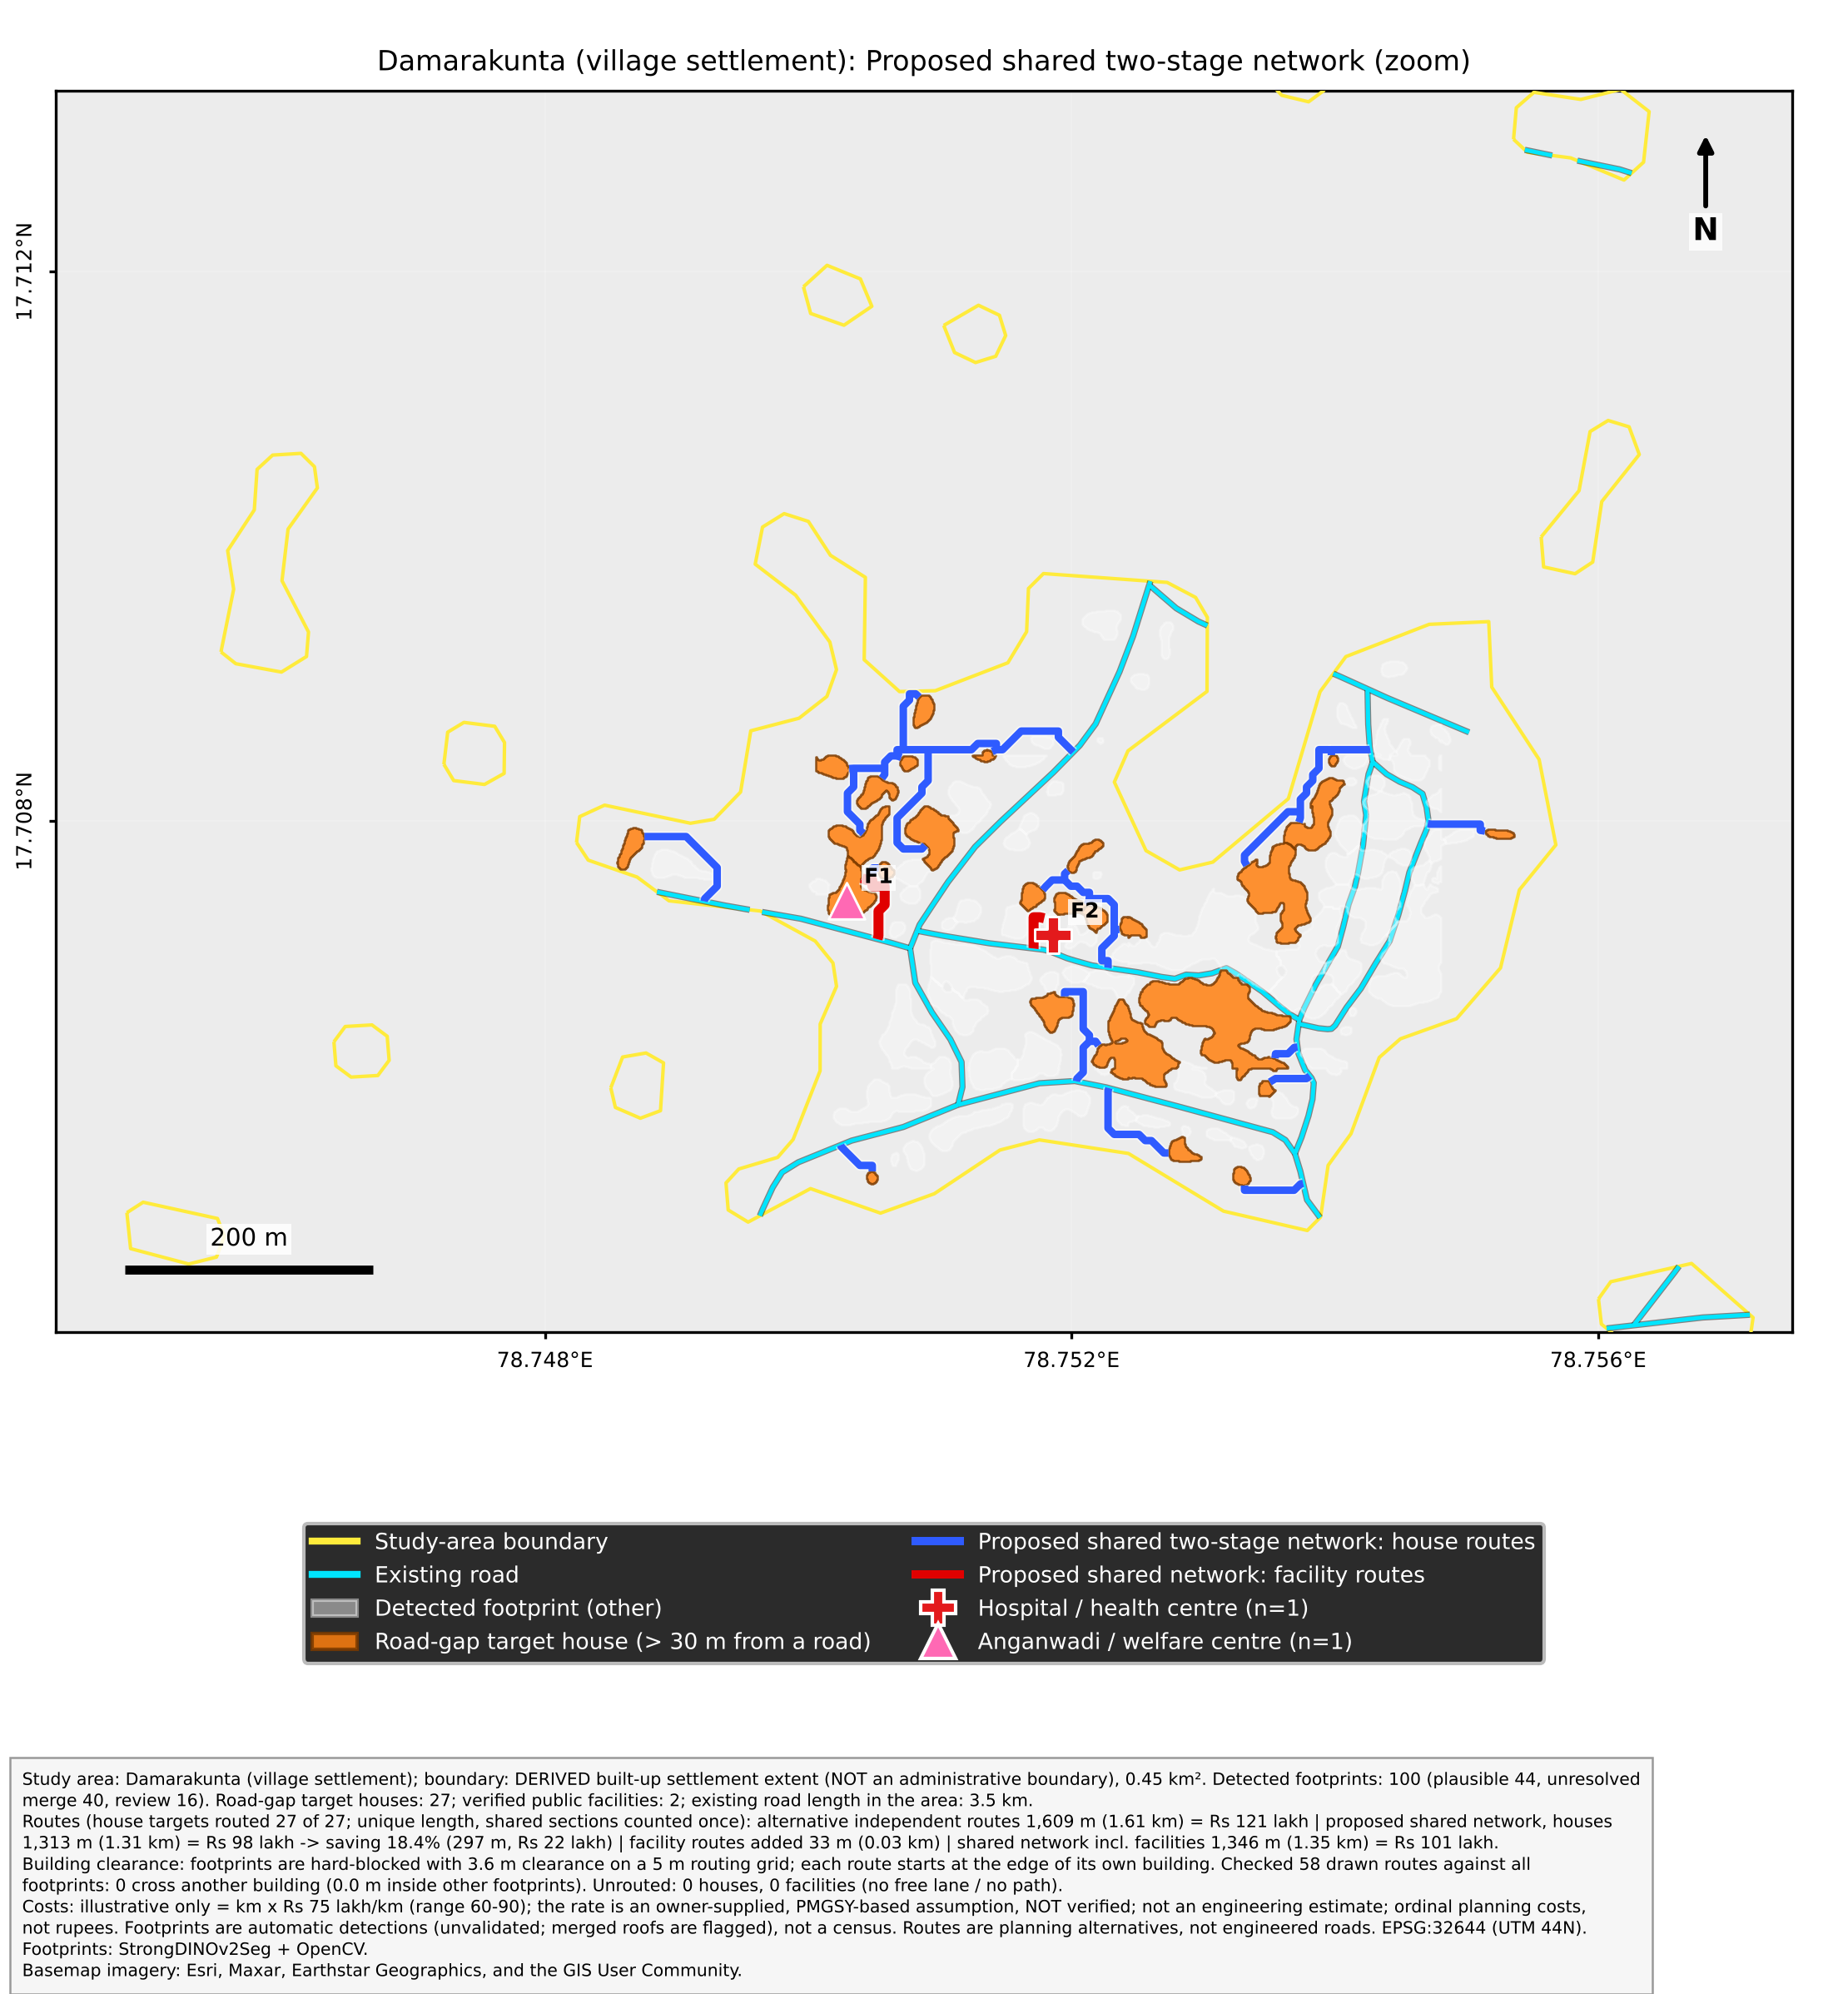 Damarakunta (village settlement): Proposed shared two-stage network (zoom)
N
17.712°N
17.708°N
F1
F2
200 m
78.748°E
78.752°E
78.756°E
Study-area boundary
Existing road
Detected footprint (other)
Road-gap target house (> 30 m from a road)
Proposed shared two-stage network: house routes
Proposed shared network: facility routes
Hospital / health centre (n=1)
Anganwadi / welfare centre (n=1)
Study area: Damarakunta (village settlement); boundary: DERIVED built-up settlement extent (NOT an administrative boundary), 0.45 km². Detected footprints: 100 (plausible 44, unresolved
merge 40, review 16). Road-gap target houses: 27; verified public facilities: 2; existing road length in the area: 3.5 km.
Routes (house targets routed 27 of 27; unique length, shared sections counted once): alternative independent routes 1,609 m (1.61 km) = Rs 121 lakh | proposed shared network, houses
1,313 m (1.31 km) = Rs 98 lakh -> saving 18.4% (297 m, Rs 22 lakh) | facility routes added 33 m (0.03 km) | shared network incl. facilities 1,346 m (1.35 km) = Rs 101 lakh.
Building clearance: footprints are hard-blocked with 3.6 m clearance on a 5 m routing grid; each route starts at the edge of its own building. Checked 58 drawn routes against all
footprints: 0 cross another building (0.0 m inside other footprints). Unrouted: 0 houses, 0 facilities (no free lane / no path).
Costs: illustrative only = km x Rs 75 lakh/km (range 60-90); the rate is an owner-supplied, PMGSY-based assumption, NOT verified; not an engineering estimate; ordinal planning costs,
not rupees. Footprints are automatic detections (unvalidated; merged roofs are flagged), not a census. Routes are planning alternatives, not engineered roads. EPSG:32644 (UTM 44N).
Footprints: StrongDINOv2Seg + OpenCV.
Basemap imagery: Esri, Maxar, Earthstar Geographics, and the GIS User Community.